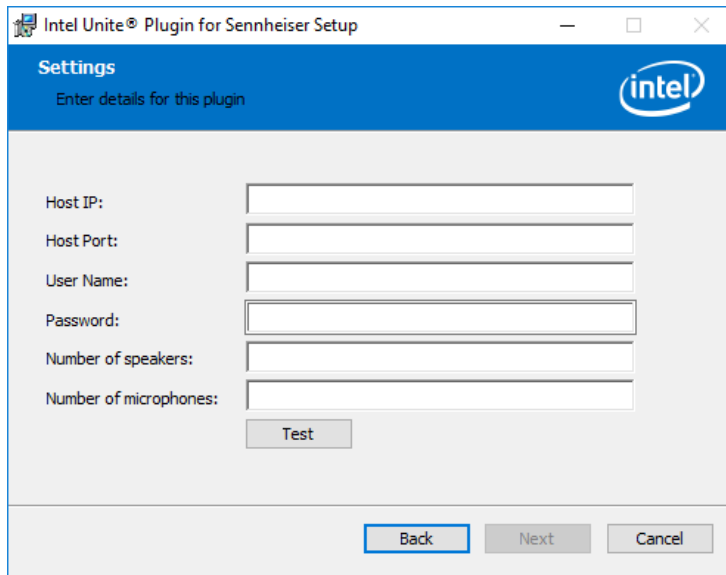 Intel Unite® Plugin for Sennheiser Setup
Settings
Enter details for this plugin
intel
Host IP:
Host Port:
User Name:
Password:
Number of speakers:
Number of microphones:
Test
Back
Next
Cancel